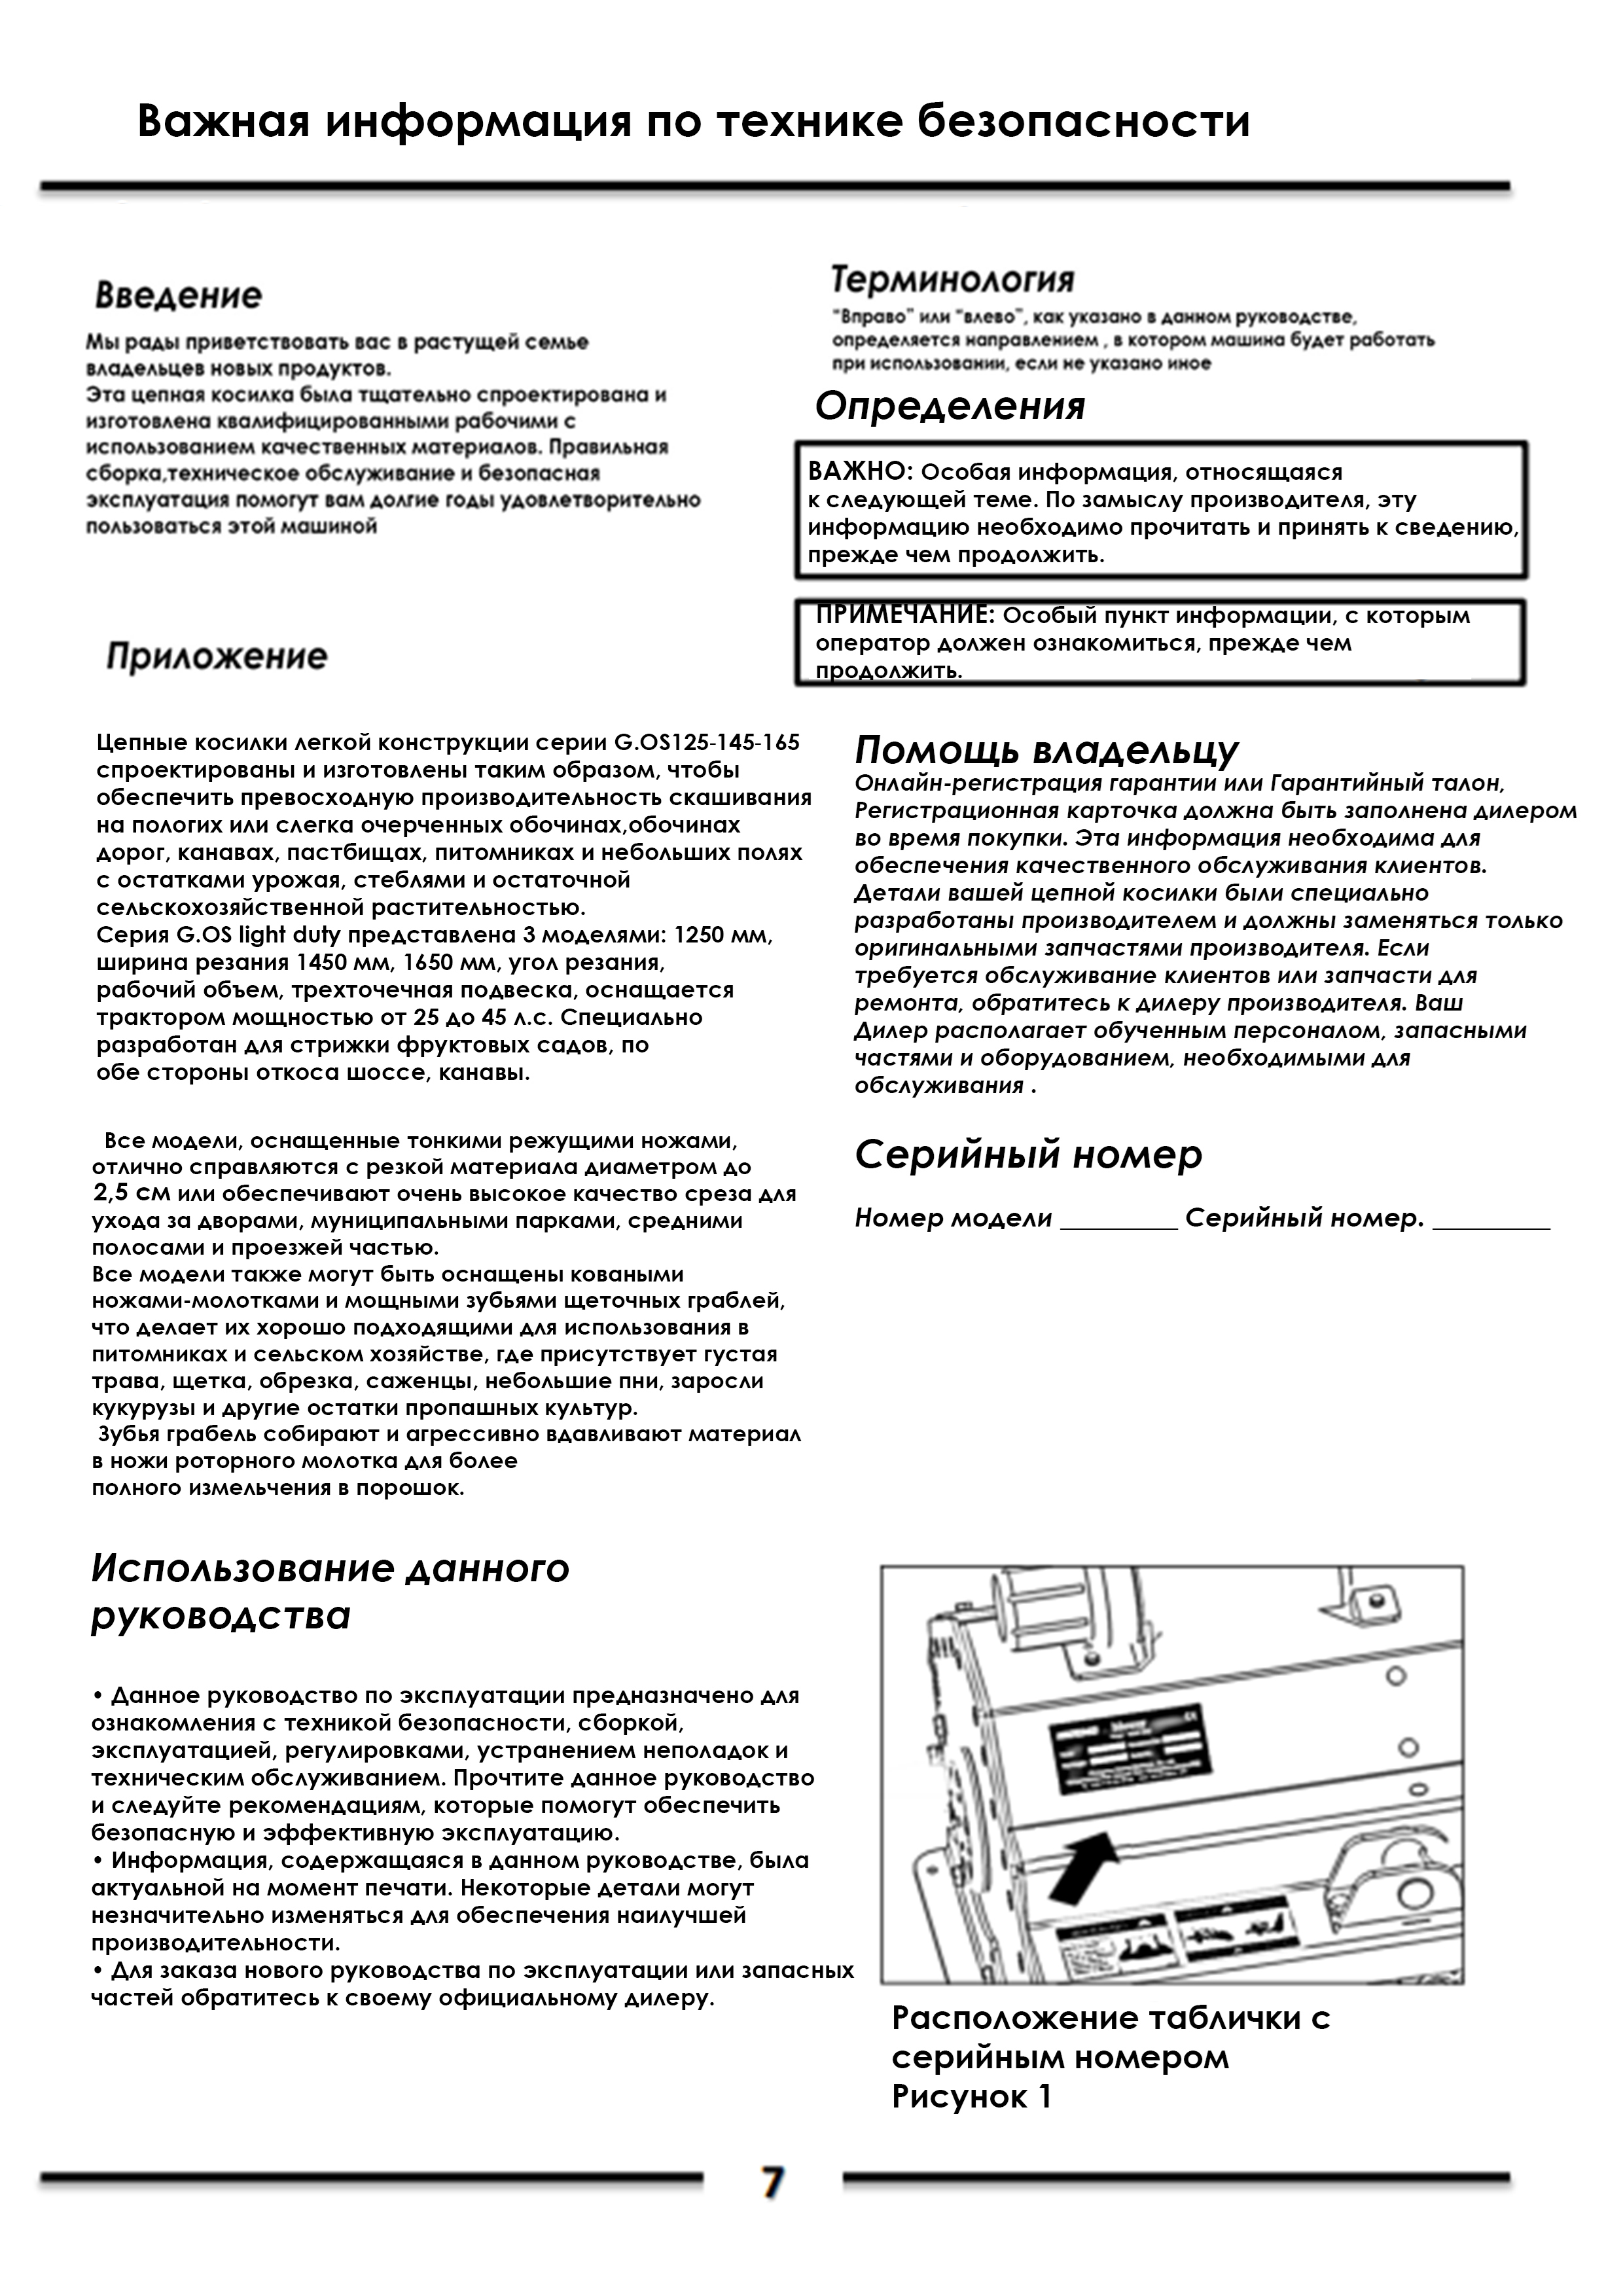 Важная информация по технике безопасности
Введение
Мы рады приветствовать вас в растущей семье
владельцев новых продуктов.
Эта цепная косилка была тщательно спроектирована и
изготовлена квалифицированными рабочими с
использованием качественных материалов. Правильная
сборка,техническое обслуживание и безопасная
эксплуатация помогут вам долгие годы удовлетворительно
пользоваться этой машиной
Приложение
Цепные косилки легкой конструкции серии G.OS125-145-165
спроектированы и изготовлены таким образом, чтобы
обеспечить превосходную производительность скашивания
на пологих или слегка очерченных обочинах,обочинах
дорог, канавах, пастбищах, питомниках и небольших полях
с остатками урожая, стеблями и остаточной
сельскохозяйственной растительностью.
Серия G.OS light duty представлена 3 моделями: 1250 мм,
ширина резания 1450 мм, 1650 мм, угол резания,
рабочий объем, трехточечная подвеска, оснащается
трактором мощностью от 25 до 45 л.с. Специально
разработан для стрижки фруктовых садов, по
обе стороны откоса шоссе, канавы.
Все модели, оснащенные тонкими режущими ножами,
отлично справляются с резкой материала диаметром до
2,5 см или обеспечивают очень высокое качество среза для
ухода за дворами, муниципальными парками, средними
полосами и проезжей частью.
Все модели также могут быть оснащены коваными
ножами-молотками и мощными зубьями щеточных граблей,
что делает их хорошо подходящими для использования в
питомниках и сельском хозяйстве, где присутствует густая
трава, щетка, обрезка, саженцы, небольшие пни, заросли
кукурузы и другие остатки пропашных культур.
Зубья грабель собирают и агрессивно вдавливают материал
в ножи роторного молотка для более
полного измельчения в порошок.
Использование данного
руководства
• Данное руководство по эксплуатации предназначено для
ознакомления с техникой безопасности, сборкой,
эксплуатацией, регулировками, устранением неполадок и
техническим обслуживанием. Прочтите данное руководство
и следуйте рекомендациям, которые помогут обеспечить
безопасную и эффективную эксплуатацию.
• Информация, содержащаяся в данном руководстве, была
актуальной на момент печати. Некоторые детали могут
незначительно изменяться для обеспечения наилучшей
производительности.
• Для заказа нового руководства по эксплуатации или запасных
частей обратитесь к своему официальному дилеру.
Терминология
"Вправо" или "влево", как указано в данном руководстве,
определяется направлением , в котором машина будет работать
при использовании, если не указано иное
Определения
ВАЖНО: Особая информация, относящаяся
к следующей теме. По замыслу производителя, эту
информацию необходимо прочитать и принять к сведению,
прежде чем продолжить.
ПРИМЕЧАНИЕ: Особый пункт информации, с которым
оператор должен ознакомиться, прежде чем
продолжить.
Помощь владельцу
Онлайн-регистрация гарантии или Гарантийный талон,
Регистрационная карточка должна быть заполнена дилером
во время покупки. Эта информация необходима для
обеспечения качественного обслуживания клиентов.
Детали вашей цепной косилки были специально
разработаны производителем и должны заменяться только
оригинальными запчастями производителя. Если
требуется обслуживание клиентов или запчасти для
ремонта, обратитесь к дилеру производителя. Ваш
Дилер располагает обученным персоналом, запасными
частями и оборудованием, необходимыми для
обслуживания .
Серийный номер
Номер модели _________ Серийный номер. _________
Расположение таблички с
серийным номером
Рисунок 1
7